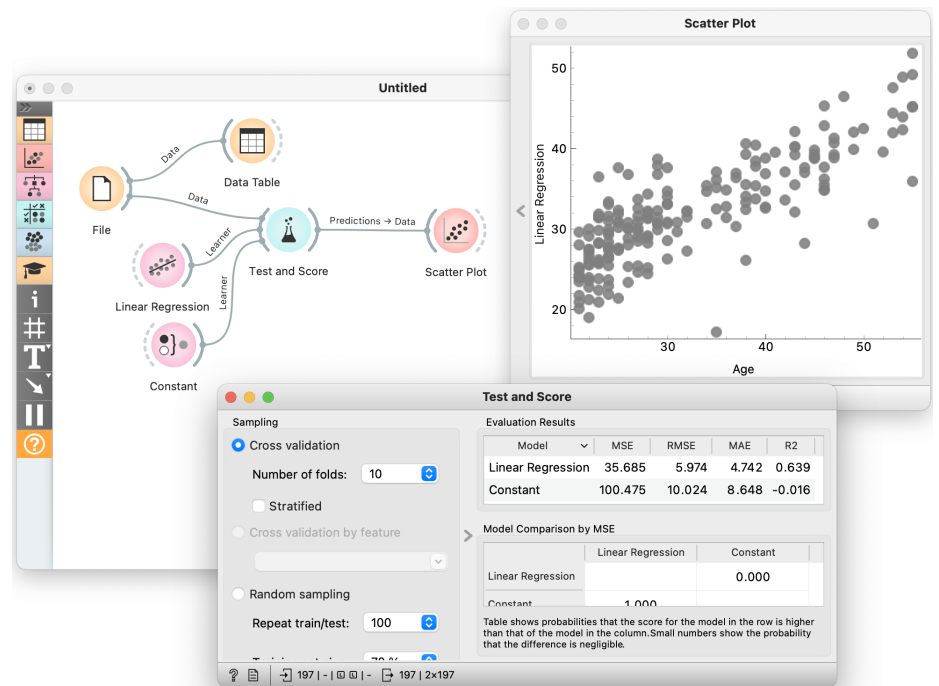 Scatter Plot
50
40
30
20
Linear Regression
30
40
50
Age
Untitled
File
Data
Data
Data Table
Learner
Learner
Linear Regression
Constant
Test and Score
Predictions → Data
Scatter Plot
Test and Score
Sampling
Cross validation
Number of folds: 10
Stratified
Cross validation by feature
Random sampling
Repeat train/test: 100
Evaluation Results
Model MSE RMSE MAE R2
Linear Regression 35.685 5.974 4.742 0.639
Constant 100.475 10.024 8.648 -0.016
Model Comparison by MSE
Linear Regression Constant
Linear Regression 0.000
Constant 1.000
Table shows probabilities that the score for the model in the row is higher
than that of the model in the column.Small numbers show the probability
that the difference is negligible.
? 197 | - | - 197 | 2×197